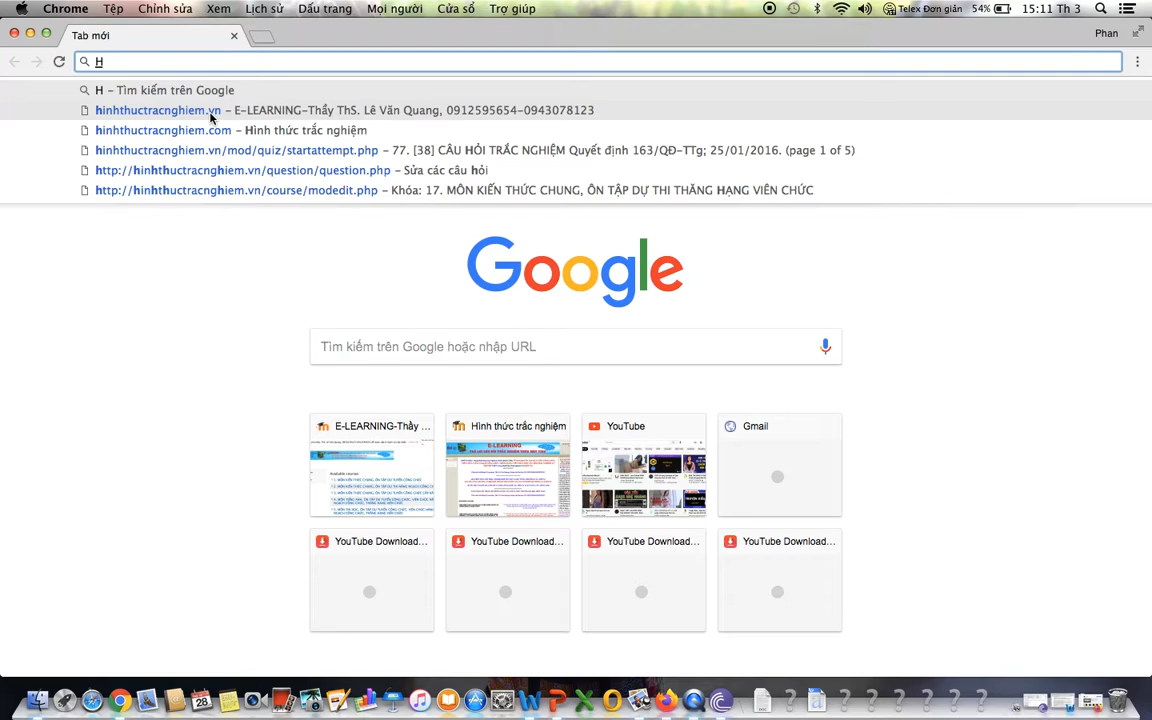 Chrome Tệp Chỉnh sửa Xem Lịch sử Dấu trang Mọi người Cửa sổ Trợ giúp Telex Đơn giản 54% 15:11 Th 3
Tab mới Phan
H
H – Tìm kiếm trên Google
hinhthuctracnghiem.vn – E-LEARNING-Thầy ThS. Lê Văn Quang, 0912595654-0943078123
hinhthuctracnghiem.com – Hình thức trắc nghiệm
hinhthuctracnghiem.vn/mod/quiz/startattempt.php – 77. [38] CÂU HỎI TRẮC NGHIỆM Quyết định 163/QĐ-TTg; 25/01/2016. (page 1 of 5)
http://hinhthuctracnghiem.vn/question/question.php – Sửa các câu hỏi
http://hinhthuctracnghiem.vn/course/modedit.php – Khóa: 17. MÔN KIẾN THỨC CHUNG, ÔN TẬP DỰ THI THĂNG HẠNG VIÊN CHỨC
Google
Tìm kiếm trên Google hoặc nhập URL
E-LEARNING-Thầy ... Hình thức trắc nghiệm YouTube Gmail
E-LEARNING
Available courses
YouTube Download... YouTube Download... YouTube Download... YouTube Download...
28